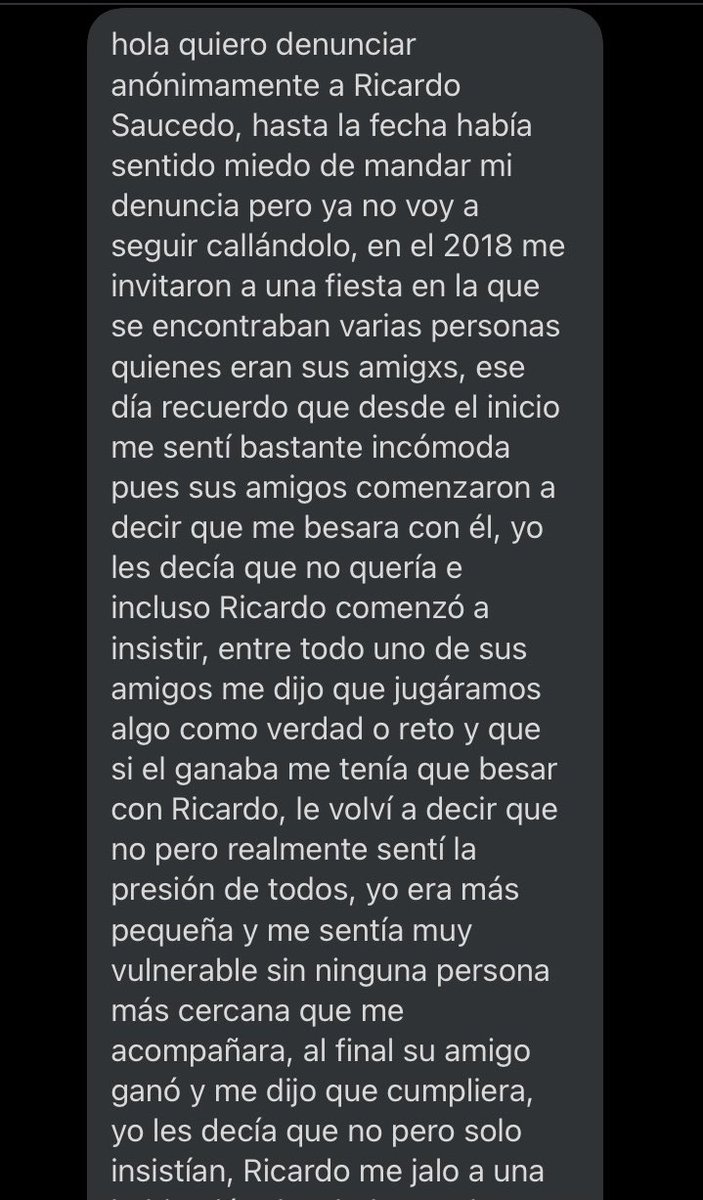 hola quiero denunciar
anónimamente a Ricardo
Saucedo, hasta la fecha había
sentido miedo de mandar mi
denuncia pero ya no voy a
seguir callándolo, en el 2018 me
invitaron a una fiesta en la que
se encontraban varias personas
quienes eran sus amigxs, ese
día recuerdo que desde el inicio
me sentí bastante incómoda
pues sus amigos comenzaron a
decir que me besara con él, yo
les decía que no quería e
incluso Ricardo comenzó a
insistir, entre todo uno de sus
amigos me dijo que jugáramos
algo como verdad o reto y que
si el ganaba me tenía que besar
con Ricardo, le volví a decir que
no pero realmente sentí la
presión de todos, yo era más
pequeña y me sentía muy
vulnerable sin ninguna persona
más cercana que me
acompañara, al final su amigo
ganó y me dijo que cumpliera,
yo les decía que no pero solo
insistían, Ricardo me jalo a una